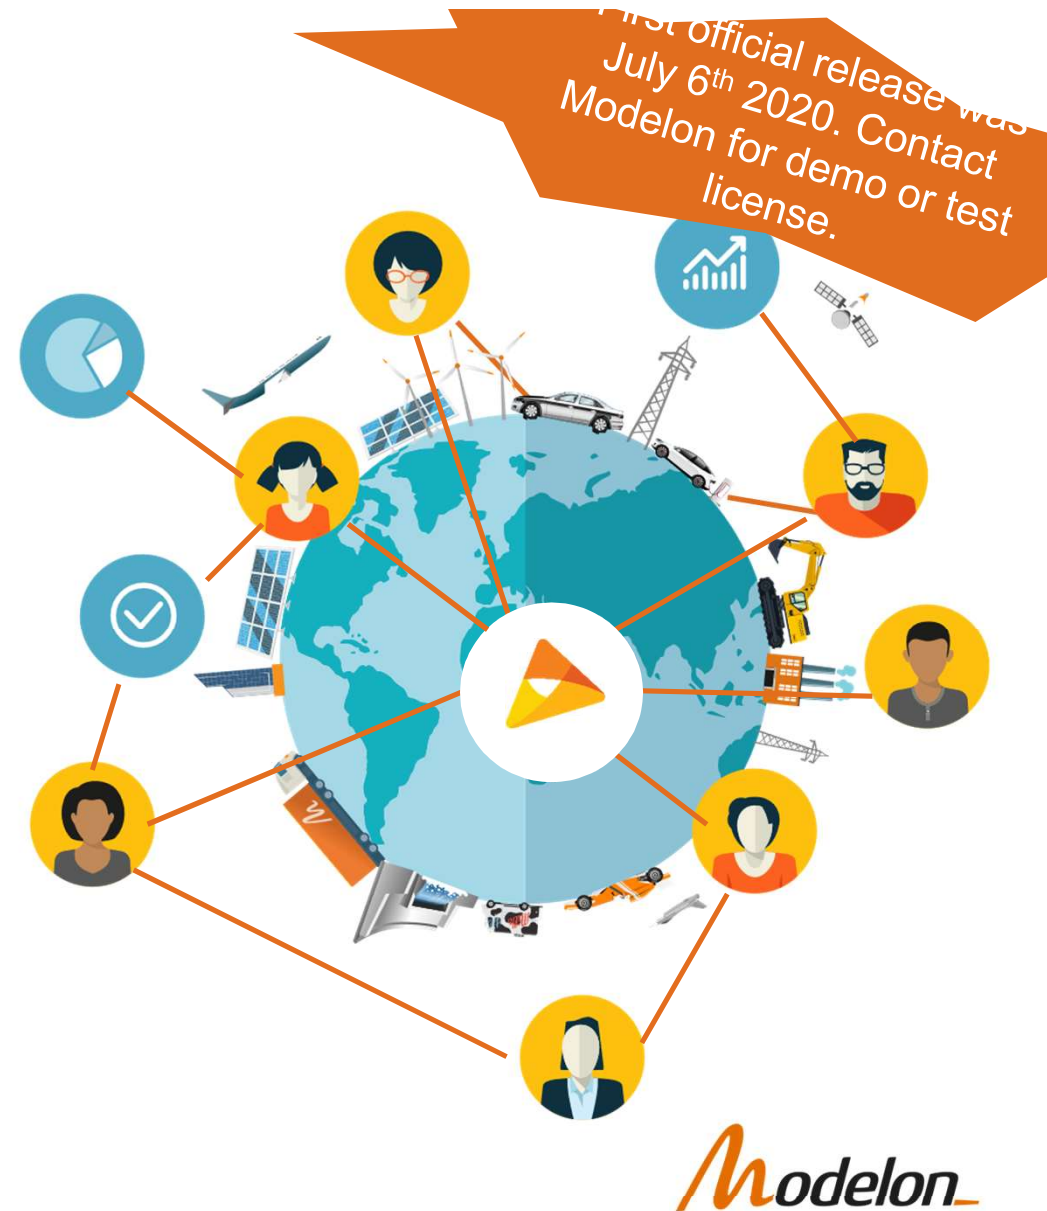 First official release was
July 6th 2020. Contact
Modelon for demo or test
license.
Modelon